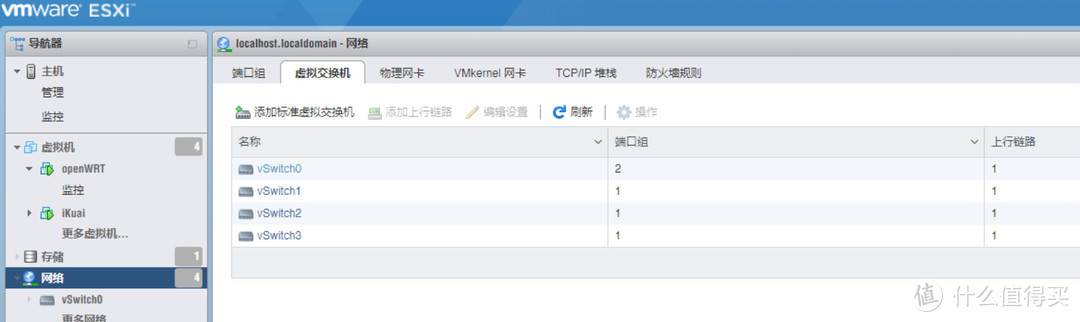 vmware ESXi™
导航器
主机
管理
监控
虚拟机 4
openWRT
监控
iKuai
更多虚拟机...
存储 1
网络 4
vSwitch0
更多网络
localhost.localdomain - 网络
端口组 虚拟交换机 物理网卡 VMkernel 网卡 TCP/IP 堆栈 防火墙规则
添加标准虚拟交换机 添加上行链路 编辑设置 刷新 操作
名称 端口组 上行链路
vSwitch0 2 1
vSwitch1 1 1
vSwitch2 1 1
vSwitch3 1 1
值 什么值得买